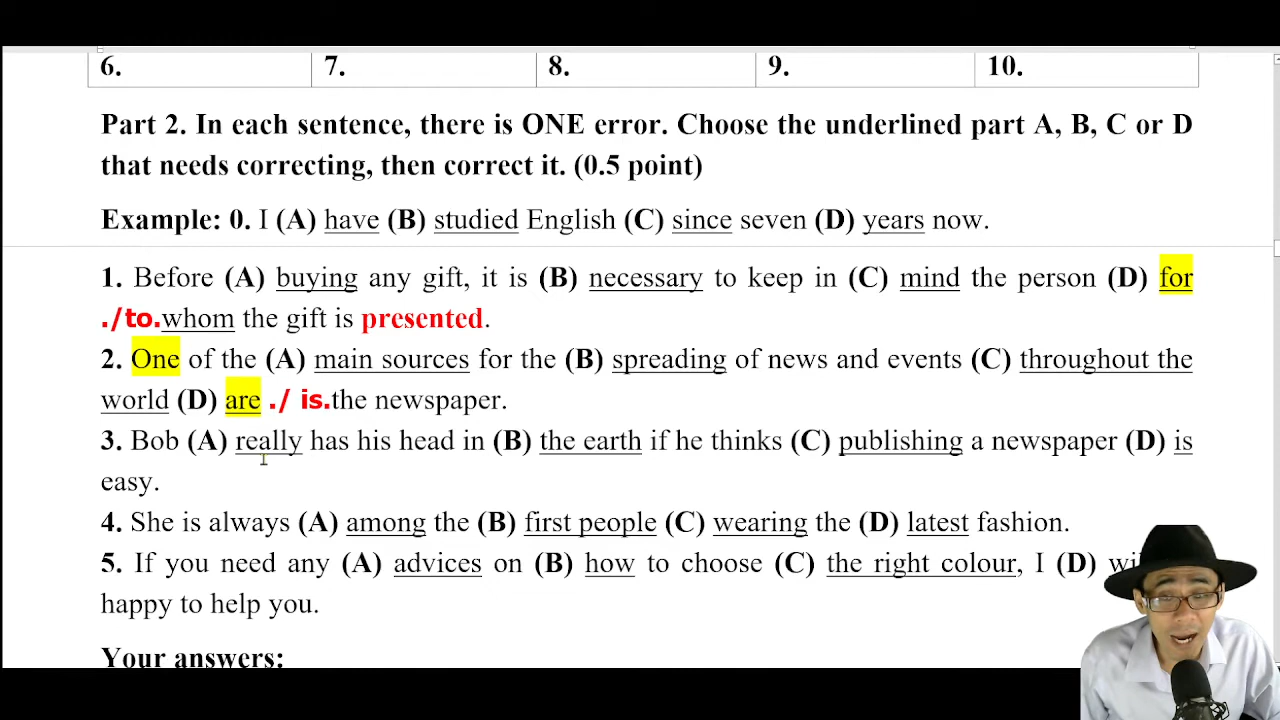 6. 7. 8. 9. 10.
Part 2. In each sentence, there is ONE error. Choose the underlined part A, B, C or D
that needs correcting, then correct it. (0.5 point)
Example: 0. I (A) have (B) studied English (C) since seven (D) years now.
1. Before (A) buying any gift, it is (B) necessary to keep in (C) mind the person (D) for
./to.whom the gift is presented.
2. One of the (A) main sources for the (B) spreading of news and events (C) throughout the
world (D) are ./ is.the newspaper.
3. Bob (A) really has his head in (B) the earth if he thinks (C) publishing a newspaper (D) is
easy.
4. She is always (A) among the (B) first people (C) wearing the (D) latest fashion.
5. If you need any (A) advices on (B) how to choose (C) the right colour, I (D)
happy to help you.
Your answers: